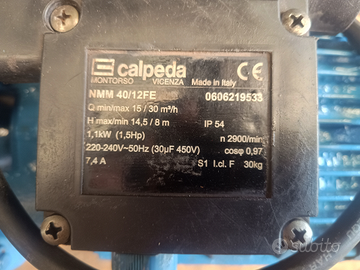 calpeda CE
MONTORSO VICENZA Made in Italy
NMM 40/12FE 0606219533
Q min/max 15 / 30 m³/h
H max/min 14,5 / 8 m IP 54
1,1kW (1,5Hp) n 2900/min
220-240V~50Hz (30µF 450V) cosφ 0,97
7,4 A S1 I.cl. F 30kg
subito